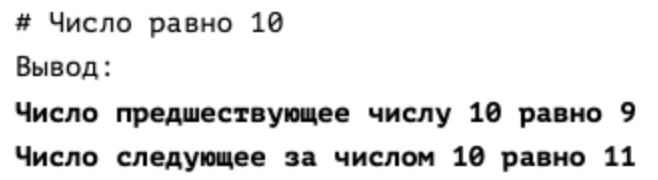 # Число равно 10
Вывод:
Число предшествующее числу 10 равно 9
Число следующее за числом 10 равно 11